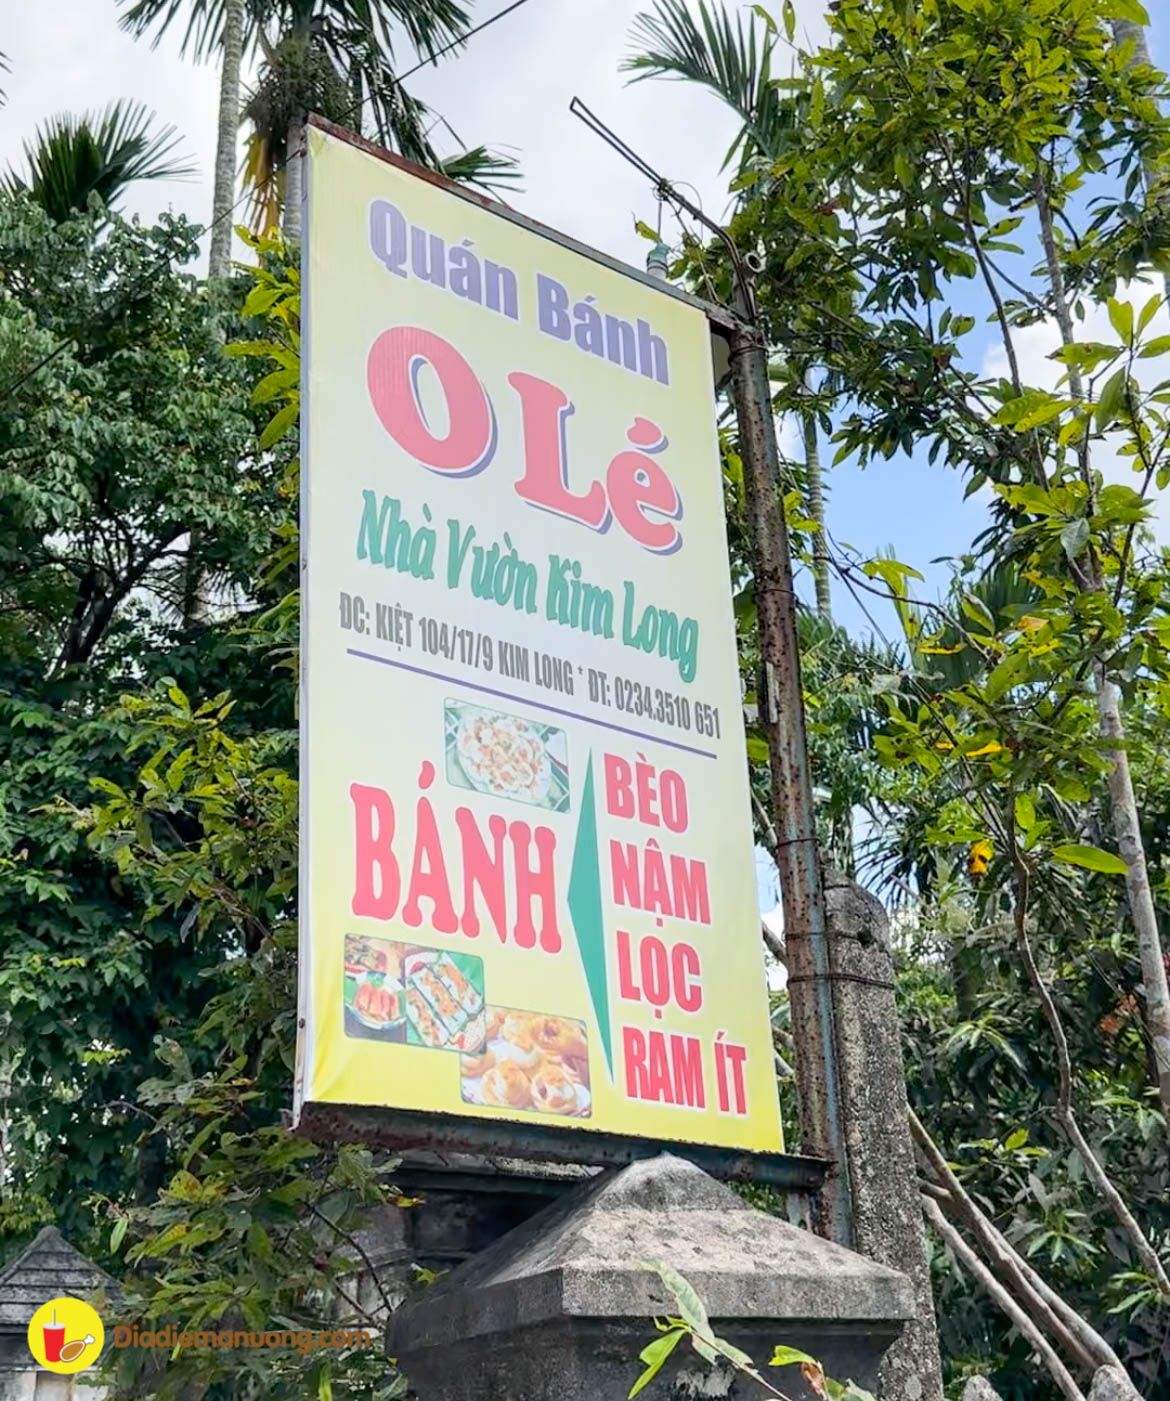 Quán Bánh
O Lé
Nhà Vườn Kim Long
ĐC: KIỆT 104/17/9 KIM LONG * ĐT: 0234.3510 651
BÁNH
BÈO
NẬM
LỌC
RAM ÍT
Diadiemanuong.com